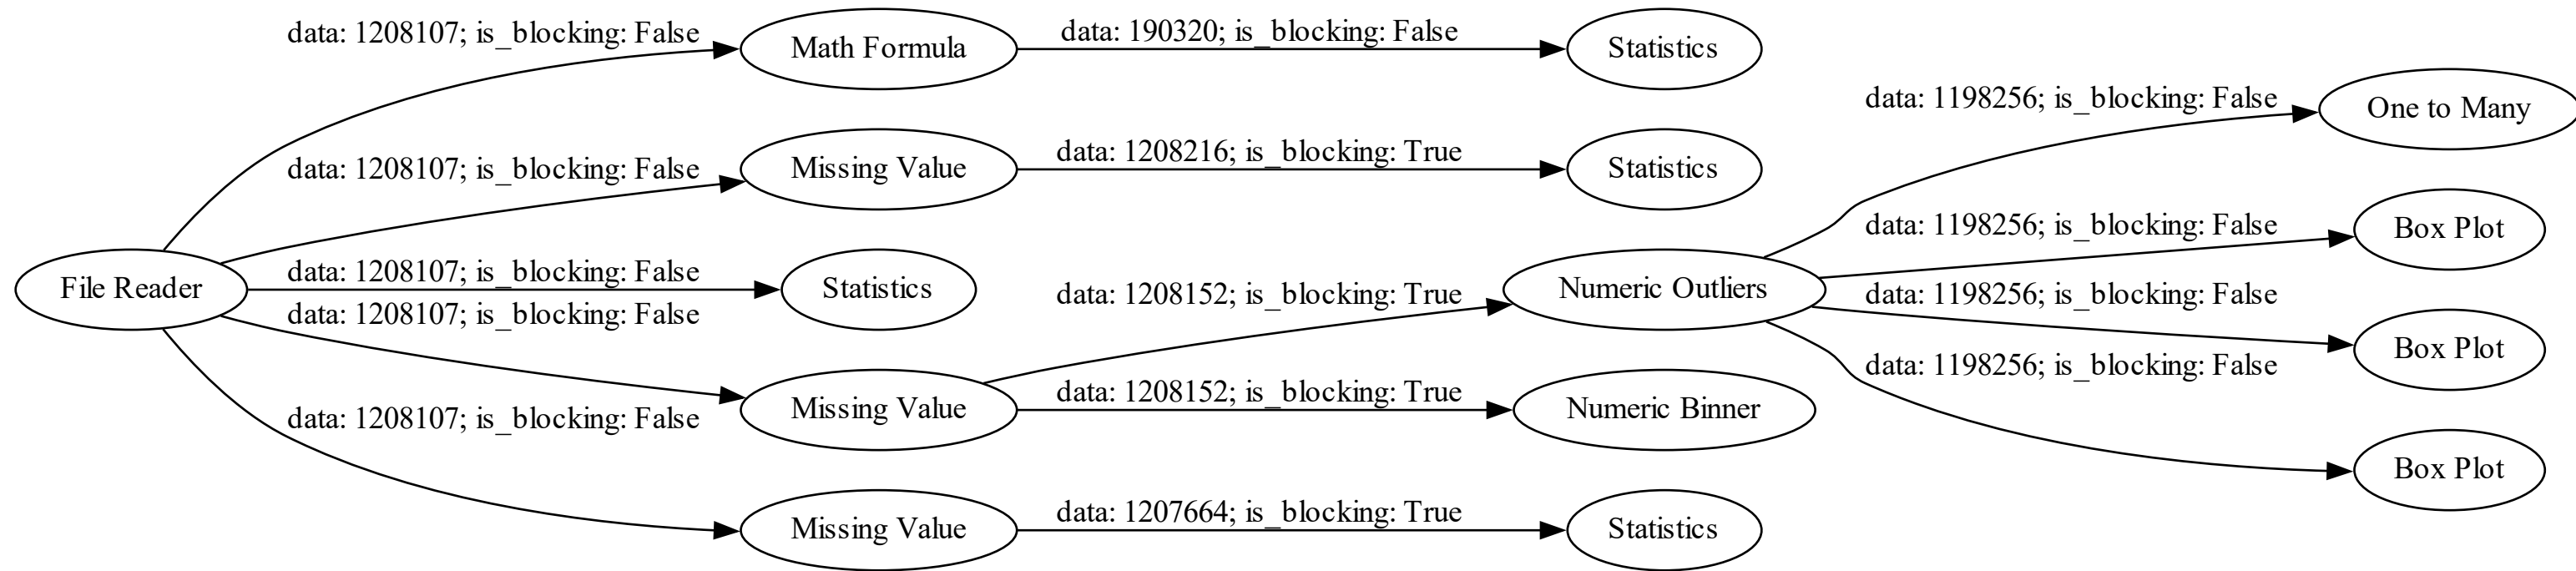 data: 1208107; is_blocking: False
Math Formula
data: 190320; is_blocking: False
Statistics
data: 1208107; is_blocking: False
Missing Value
data: 1208216; is_blocking: True
Statistics
data: 1198256; is_blocking: False
One to Many
File Reader
data: 1208107; is_blocking: False
Statistics
data: 1208152; is_blocking: True
Numeric Outliers
data: 1198256; is_blocking: False
Box Plot
data: 1198256; is_blocking: False
Box Plot
data: 1208107; is_blocking: False
Missing Value
data: 1208152; is_blocking: True
Numeric Binner
data: 1198256; is_blocking: False
Box Plot
data: 1208107; is_blocking: False
Missing Value
data: 1207664; is_blocking: True
Statistics